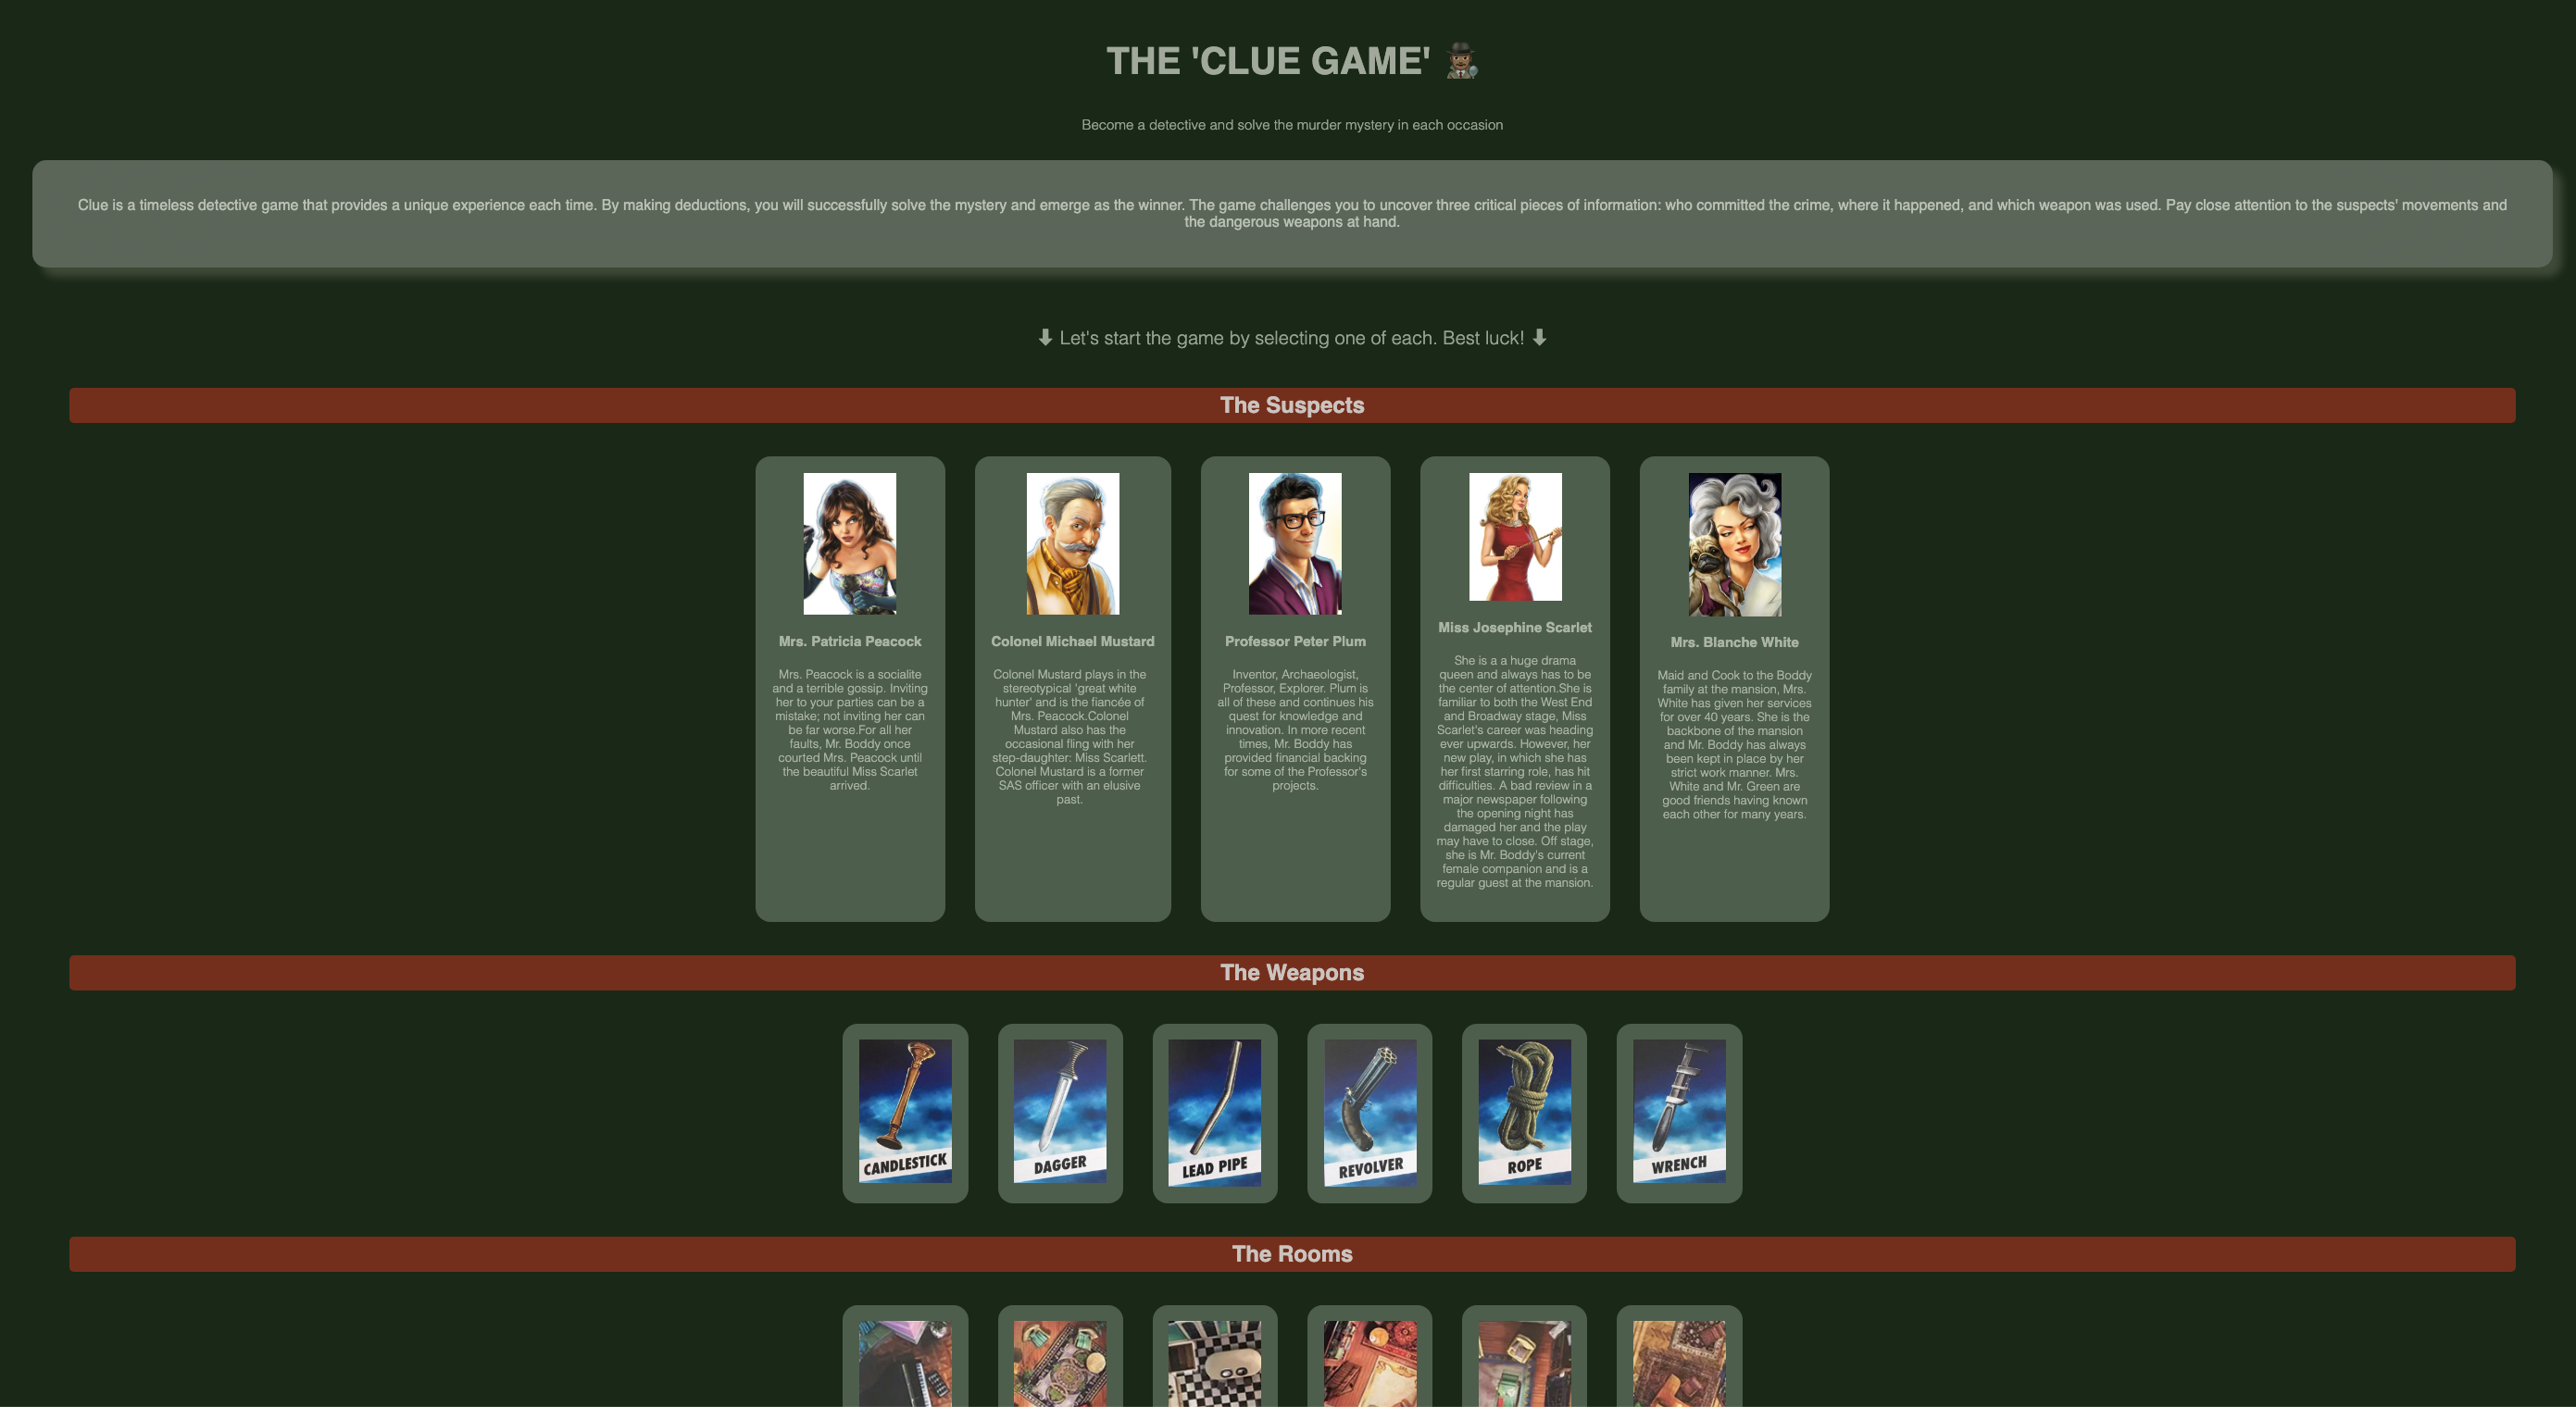 THE 'CLUE GAME'
Become a detective and solve the murder mystery in each occasion
Clue is a timeless detective game that provides a unique experience each time. By making deductions, you will successfully solve the mystery and emerge as the winner. The game challenges you to uncover three critical pieces of information: who committed the crime, where it happened, and which weapon was used. Pay close attention to the suspects' movements and
the dangerous weapons at hand.
Let's start the game by selecting one of each. Best luck!
The Suspects
Mrs. Patricia Peacock
Mrs. Peacock is a socialite
and a terrible gossip. Inviting
her to your parties can be a
mistake; not inviting her can
be far worse.For all her
faults, Mr. Boddy once
courted Mrs. Peacock until
the beautiful Miss Scarlet
arrived.
Colonel Michael Mustard
Colonel Mustard plays in the
stereotypical 'great white
hunter' and is the fiancée of
Mrs. Peacock.Colonel
Mustard also has the
occasional fling with her
step-daughter: Miss Scarlett.
Colonel Mustard is a former
SAS officer with an elusive
past.
Professor Peter Plum
Inventor, Archaeologist,
Professor, Explorer. Plum is
all of these and continues his
quest for knowledge and
innovation. In more recent
times, Mr. Boddy has
provided financial backing
for some of the Professor's
projects.
Miss Josephine Scarlet
She is a a huge drama
queen and always has to be
the center of attention.She is
familiar to both the West End
and Broadway stage, Miss
Scarlet's career was heading
ever upwards. However, her
new play, in which she has
her first starring role, has hit
difficulties. A bad review in a
major newspaper following
the opening night has
damaged her and the play
may have to close. Off stage,
she is Mr. Boddy's current
female companion and is a
regular guest at the mansion.
Mrs. Blanche White
Maid and Cook to the Boddy
family at the mansion, Mrs.
White has given her services
for over 40 years. She is the
backbone of the mansion
and Mr. Boddy has always
been kept in place by her
strict work manner. Mrs.
White and Mr. Green are
good friends having known
each other for many years.
The Weapons
CANDLESTICK
DAGGER
LEAD PIPE
REVOLVER
ROPE
WRENCH
The Rooms